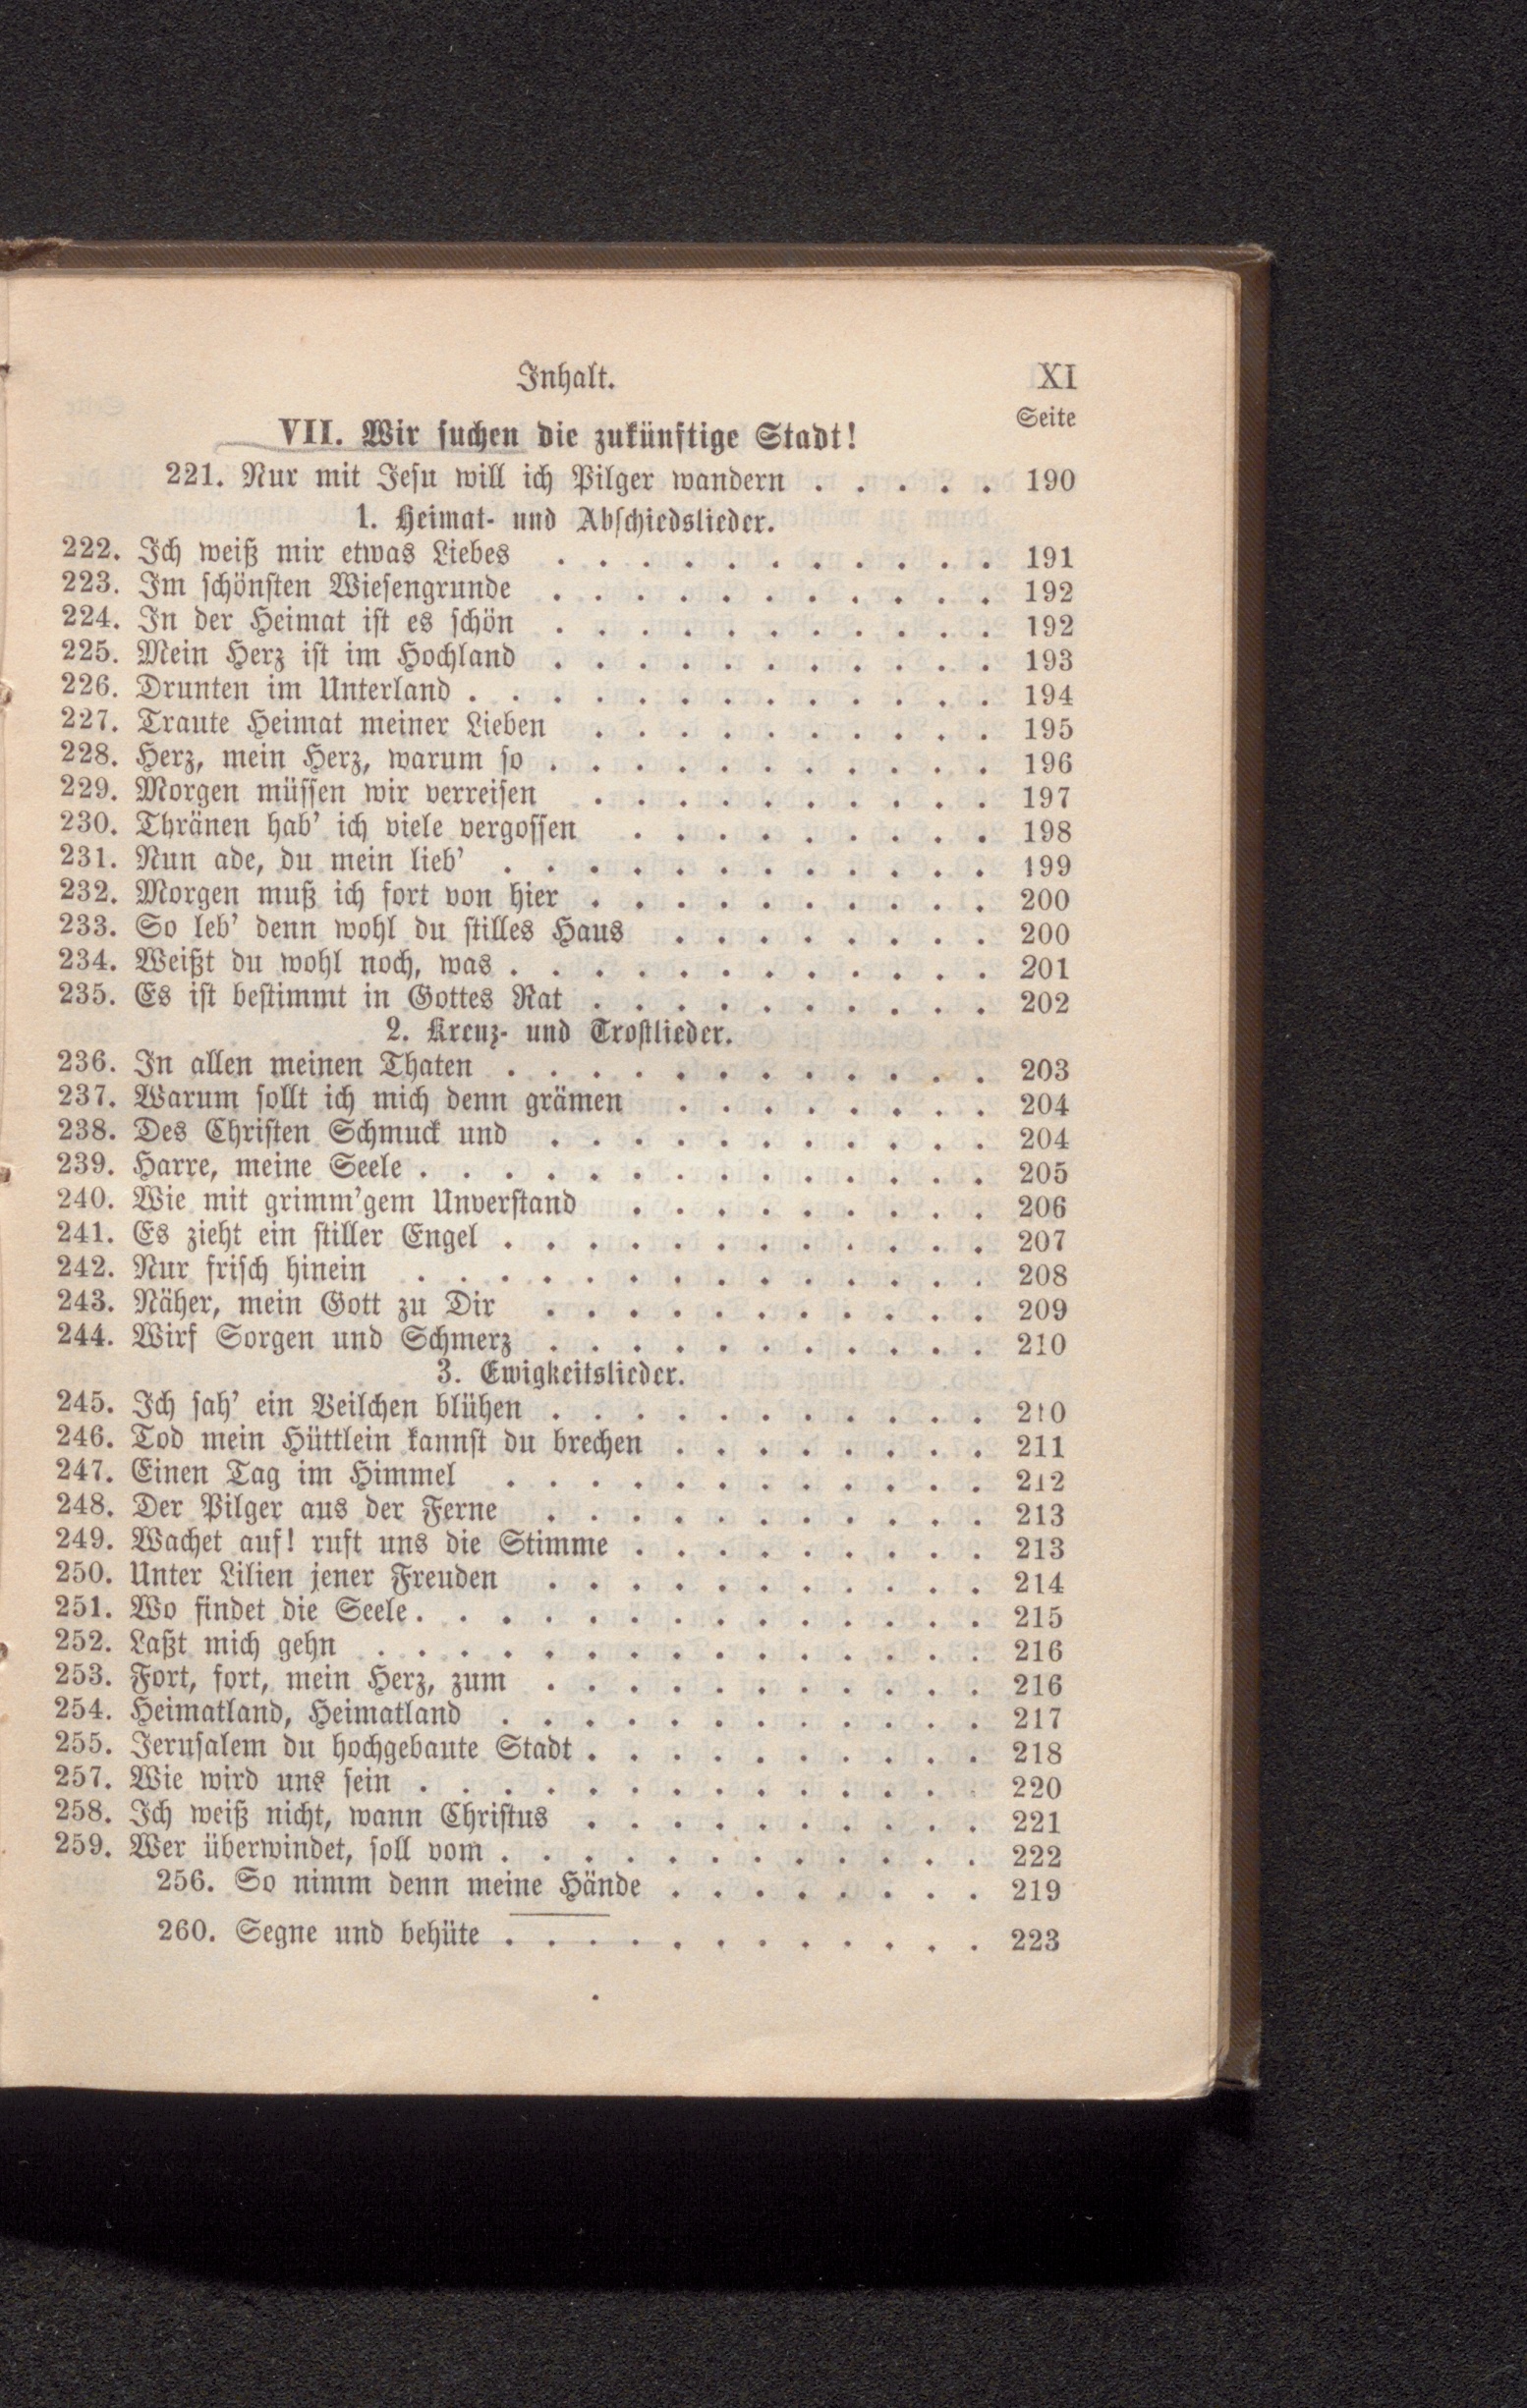 Inhalt. XI
Seite
VII. Wir suchen die zukünftige Stadt!
221. Nur mit Jesu will ich Pilger wandern . . . . . 190
1. Heimat- und Abschiedslieder.
222. Ich weiß mir etwas Liebes . . . . . . . . . . . 191
223. Im schönsten Wiesengrunde . . . . . . . . . . . 192
224. In der Heimat ist es schön . . . . . . . . . . . 192
225. Mein Herz ist im Hochland . . . . . . . . . . . 193
226. Drunten im Unterland . . . . . . . . . . . . . 194
227. Traute Heimat meiner Lieben . . . . . . . . . . 195
228. Herz, mein Herz, warum so . . . . . . . . . . . 196
229. Morgen müssen wir verreisen . . . . . . . . . . 197
230. Thränen hab' ich viele vergossen . . . . . . . . . 198
231. Nun ade, du mein lieb' . . . . . . . . . . . . 199
232. Morgen muß ich fort von hier . . . . . . . . . . 200
233. So leb' denn wohl du stilles Haus . . . . . . . . 200
234. Weißt du wohl noch, was . . . . . . . . . . . . 201
235. Es ist bestimmt in Gottes Rat . . . . . . . . . . 202
2. Kreuz- und Trostlieder.
236. In allen meinen Thaten . . . . . . . . . . . . 203
237. Warum sollt ich mich denn grämen . . . . . . . . 204
238. Des Christen Schmuck und . . . . . . . . . . . 204
239. Harre, meine Seele . . . . . . . . . . . . . . 205
240. Wie mit grimm'gem Unverstand . . . . . . . . . 206
241. Es zieht ein stiller Engel . . . . . . . . . . . . 207
242. Nur frisch hinein . . . . . . . . . . . . . . 208
243. Näher, mein Gott zu Dir . . . . . . . . . . . 209
244. Wirf Sorgen und Schmerz . . . . . . . . . . . 210
3. Ewigkeitslieder.
245. Ich sah' ein Veilchen blühen . . . . . . . . . . . 210
246. Tod mein Hüttlein kannst du brechen . . . . . . . . 211
247. Einen Tag im Himmel . . . . . . . . . . . . 212
248. Der Pilger aus der Ferne . . . . . . . . . . . 213
249. Wachet auf! ruft uns die Stimme . . . . . . . . . 213
250. Unter Lilien jener Freuden . . . . . . . . . . . 214
251. Wo findet die Seele . . . . . . . . . . . . . . 215
252. Laßt mich gehn . . . . . . . . . . . . . . . 216
253. Fort, fort, mein Herz, zum . . . . . . . . . . . 216
254. Heimatland, Heimatland . . . . . . . . . . . . 217
255. Jerusalem du hochgebaute Stadt . . . . . . . . . . 218
257. Wie wird uns sein . . . . . . . . . . . . . . 220
258. Ich weiß nicht, wann Christus . . . . . . . . . . 221
259. Wer überwindet, soll vom . . . . . . . . . . . . 222
256. So nimm denn meine Hände . . . . . . . . 219
260. Segne und behüte . . . . . . . . . . . . 223